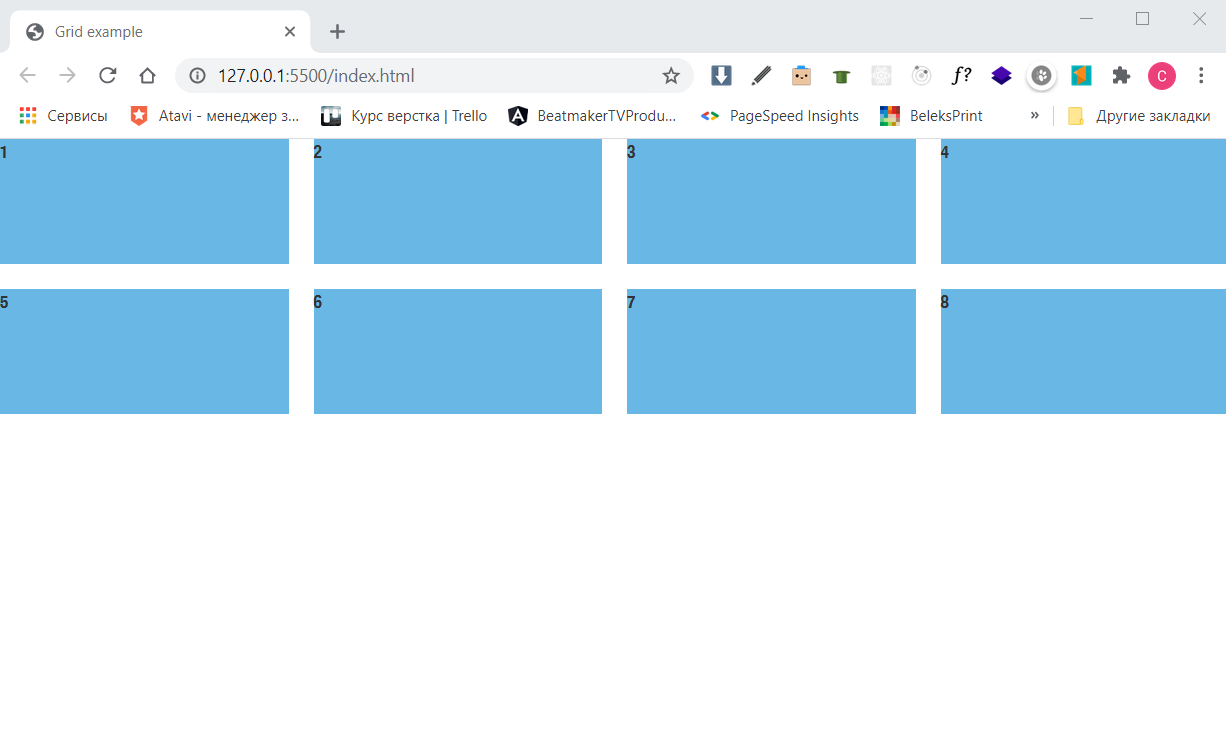 Grid example
127.0.0.1:5500/index.html
f?
C
Сервисы
Atavi - менеджер з...
Курс верстка | Trello
BeatmakerTVProdu...
PageSpeed Insights
BeleksPrint
»
Другие закладки
1
2
3
4
5
6
7
8